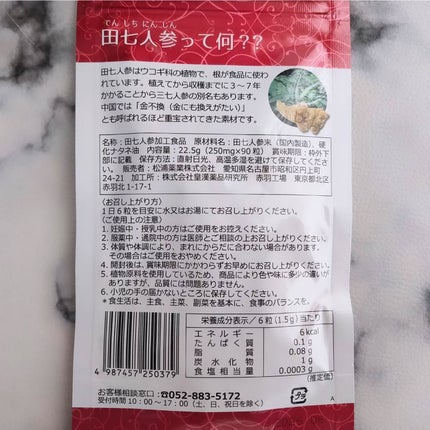 でん しち にん じん
田七人参って何??
田七人参はウコギ科の植物で、根が食品に使わ
れています。植えてから収穫までに３～７年
かかることから三七人参の別名もあります。
中国では「金不換（金にも換えがたい）」
とも呼ばれるほど重宝されてきた素材です。
名称：田七人参加工食品 原材料名：田七人参末（国内製造）、硬
化ナタネ油 内容量：22.5g（250mg×90粒） 賞味期限：枠外下
部に記載 保存方法：直射日光、高温多湿を避けて保存してくださ
い。 販売者：松浦薬業株式会社 愛知県名古屋市昭和区円上町
24-21 加工所：株式会社皇漢薬品研究所 赤羽工場 東京都北区
赤羽北 1-17-1
〈お召し上がり方〉
１日６粒を目安に水又はお湯にてお召し上がりください。
〈ご使用上の注意〉
1. 妊娠中・授乳中の方はご使用をお控えください。
2. 服薬中・通院中の方は医師とご相談の上お召し上がりください。
3. 体質や体調により、まれにからだに合わない場合があります。
その場合はご使用をおやめください。
4. 開封後は、賞味期限にかかわらずお早めにお召し上がりください。
5. 植物原料を使用しているため、商品により色や味に多少の違いが
ありますが、品質には問題ありません。
6. 小児の手の届かないところに保存してください。
＊食生活は、主食、主菜、副菜を基本に、食事のバランスを。
栄養成分表示／６粒（1.5g）当たり
エネルギー 6kcal
たんぱく質 0.1g
脂質 0.08g
炭水化物 1g
食塩相当量 0.0003g
（推定値）
4 987457 250379
お客様相談窓口：☎052-883-5172
受付時間 10：00～17：00（土、日、祝日を除く）
プラ
A